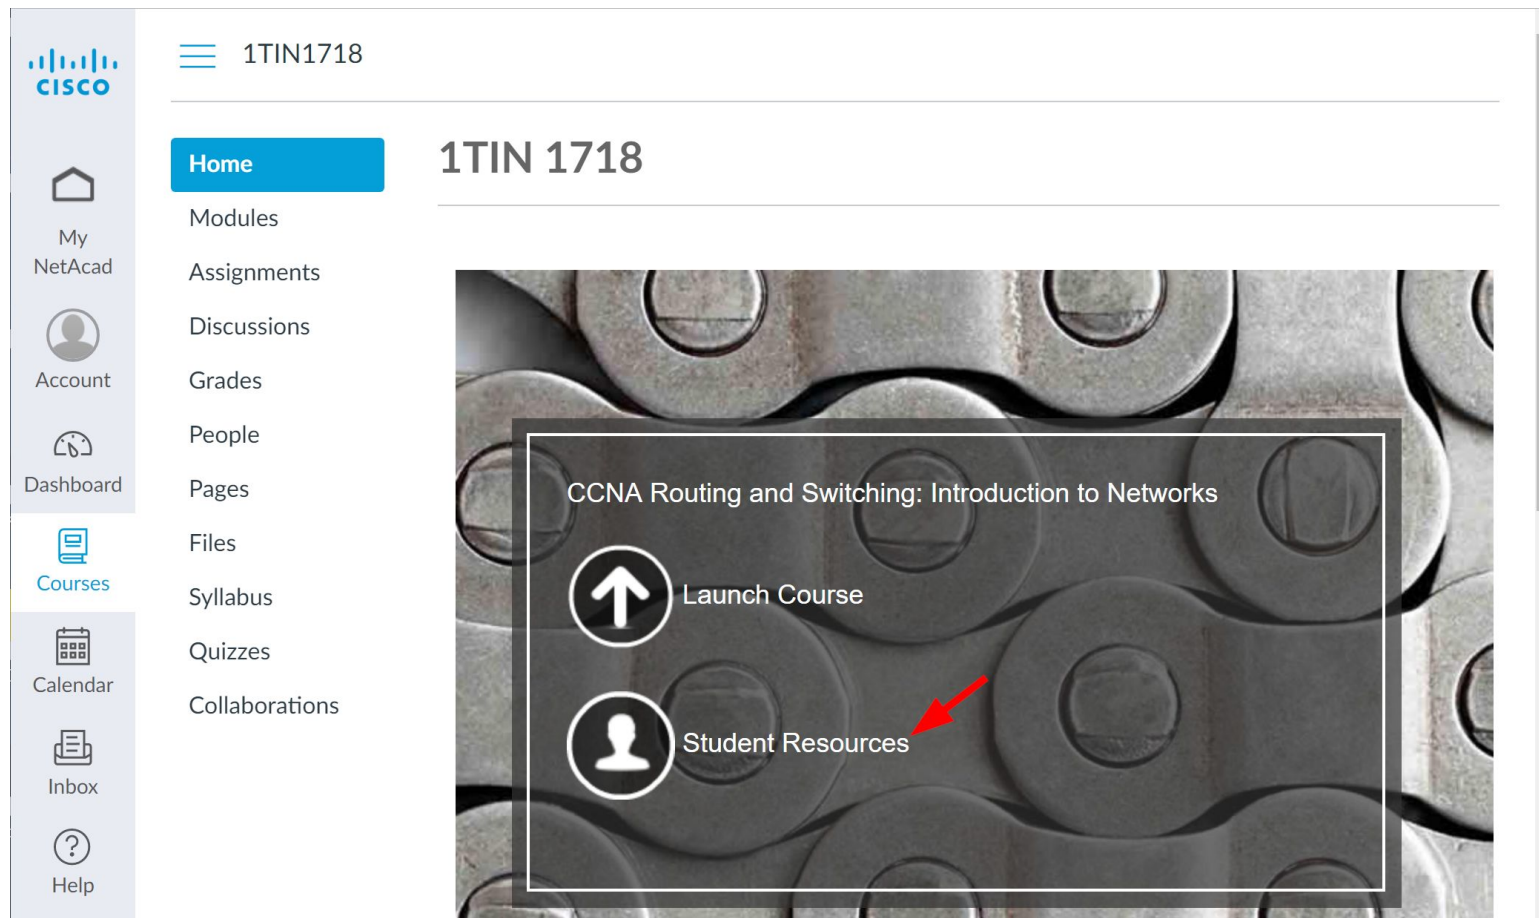 CISCO
1TIN1718
My
NetAcad
Account
Dashboard
Courses
Calendar
Inbox
Help
Home
Modules
Assignments
Discussions
Grades
People
Pages
Files
Syllabus
Quizzes
Collaborations
1TIN 1718
CCNA Routing and Switching: Introduction to Networks
Launch Course
Student Resources